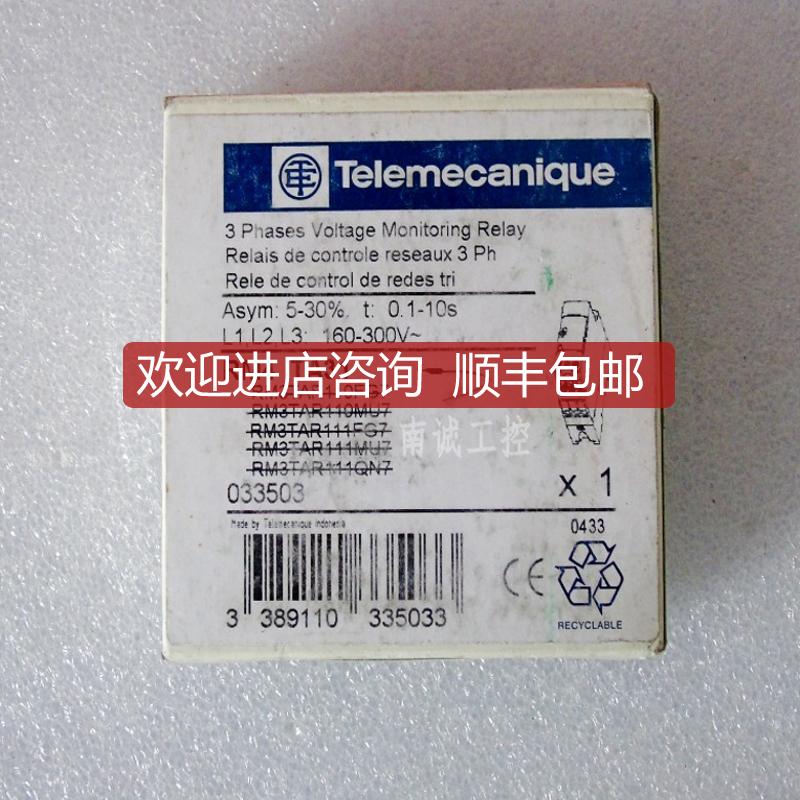 Telemecanique
3 Phases Voltage Monitoring Relay
Relais de controle reseaux 3 Ph
Rele de control de redes tri
Asym: 5-30%, t: 0.1-10s
L1,L2,L3: 160-300V~
欢迎进店咨询 顺丰包邮
RM3TAR110MU7
RM3TAR111FG7
南诚工控
RM3TAR111MU7
RM3TAR111QN7
033503
x 1
Made by Telemecanique Indonesia
0433
CE
3 389110 335033
RECYCLABLE